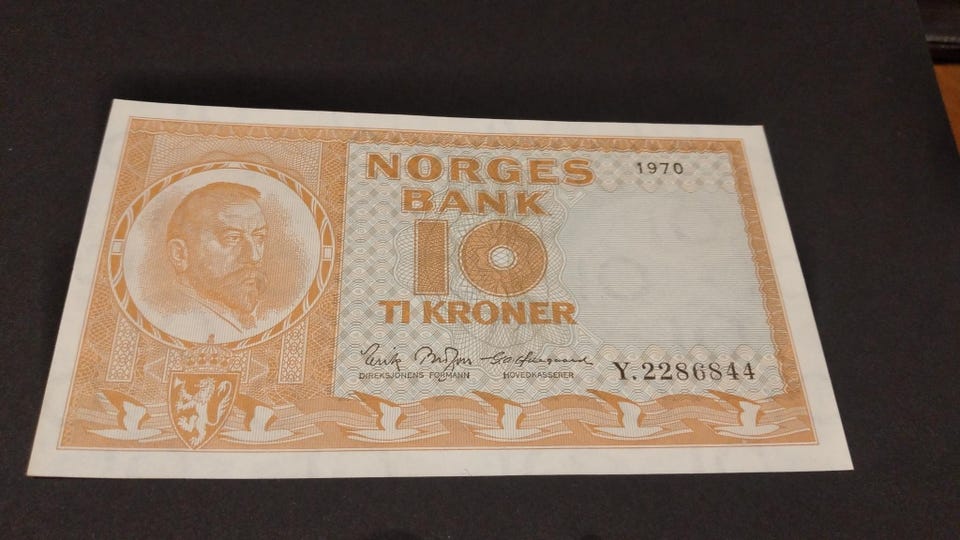 NORGES
BANK
1970
10
TI KRONER
DIREKSJONENS FORMANN
HOVEDKASSERER
Y.2286844